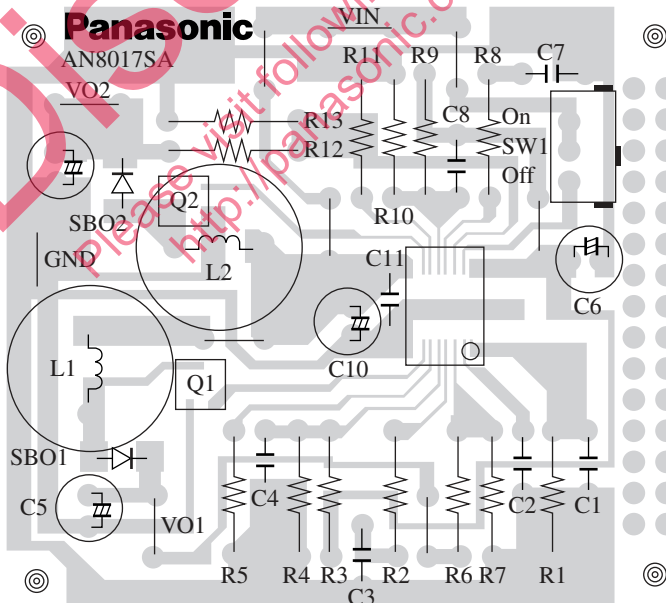 Panasonic
VIN
AN8017SA
R11
R9
R8
C7
VO2
C8
On
R13
SW1
R12
Off
Q2
SBO2
R10
GND
L2
C11
C6
L1
C10
Q1
SBO1
C5
VO1
C4
C2
C1
R5
R4
R3
R2
R6
R7
R1
C3
Please visit followi
http://panasonic.c